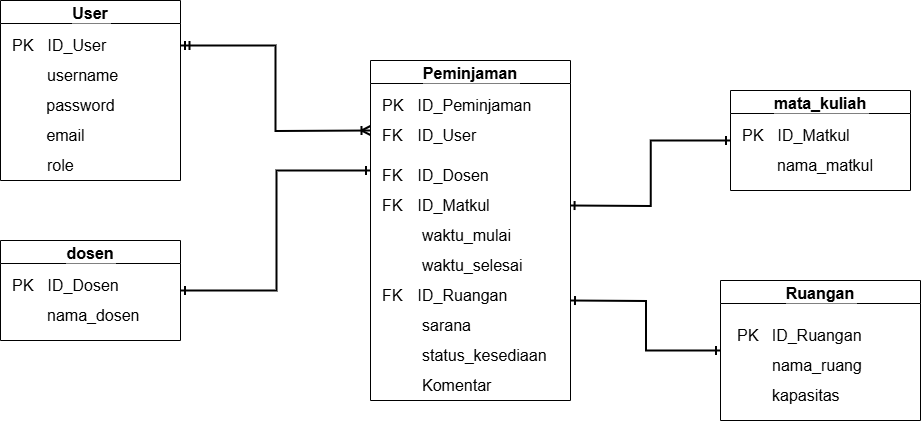 User
PK ID_User
username
password
email
role
dosen
PK ID_Dosen
nama_dosen
Peminjaman
PK ID_Peminjaman
FK ID_User
FK ID_Dosen
FK ID_Matkul
waktu_mulai
waktu_selesai
FK ID_Ruangan
sarana
status_kesediaan
Komentar
mata_kuliah
PK ID_Matkul
nama_matkul
Ruangan
PK ID_Ruangan
nama_ruang
kapasitas